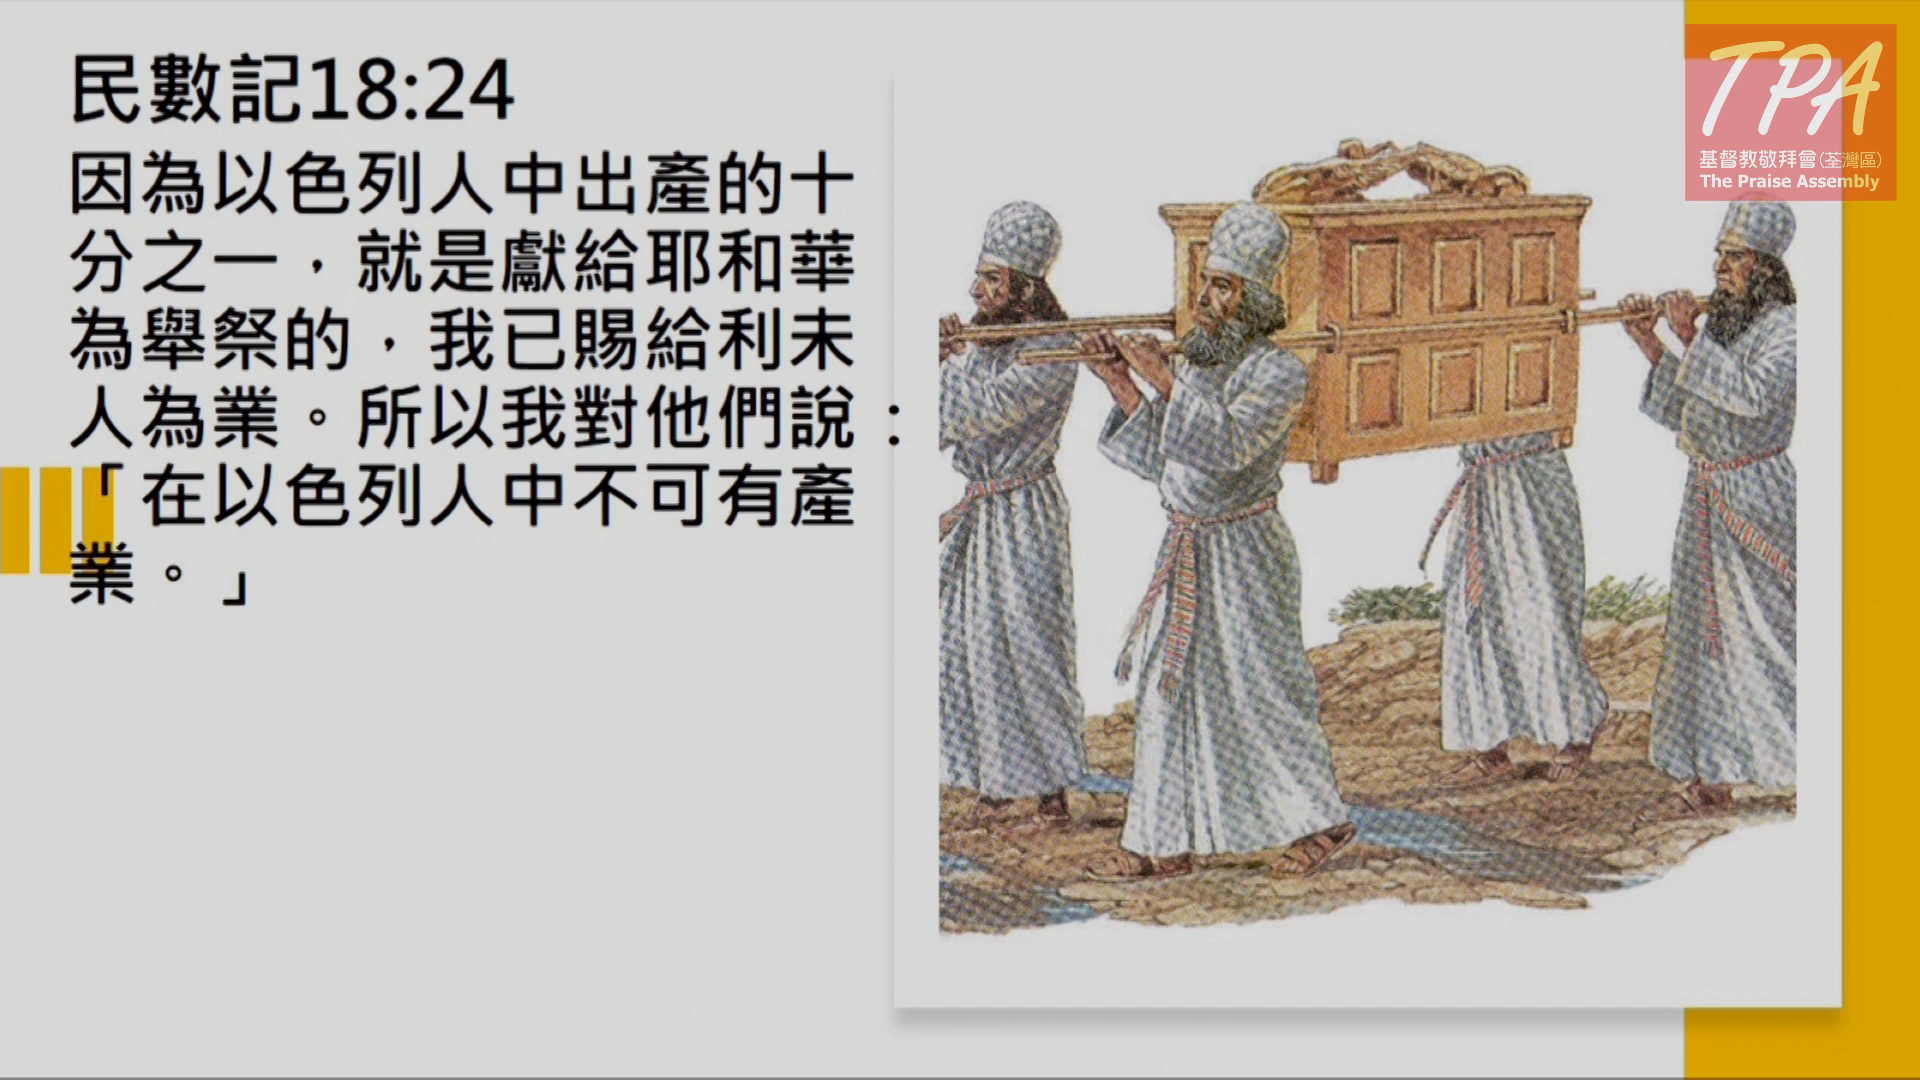 民數記18:24
因為以色列人中出產的十
分之一，就是獻給耶和華
為舉祭的，我已賜給利未
人為業。所以我對他們說：
「在以色列人中不可有產
業。」
TPA
基督教敬拜會(荃灣區)
The Praise Assembly